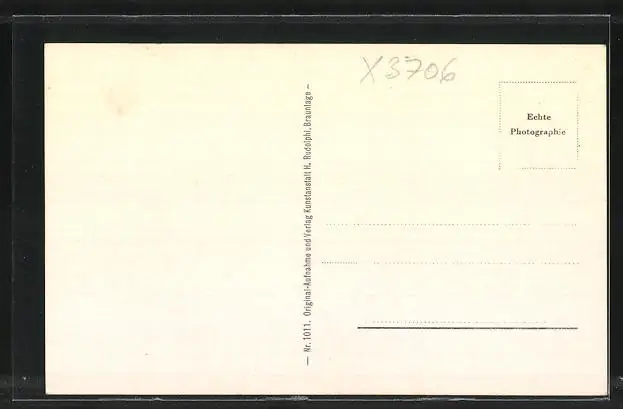 X3706
Echte
Photographie
— Nr. 1011. Original-Aufnahme und Verlag Kunstanstalt H. Rudolphi, Braunlage —